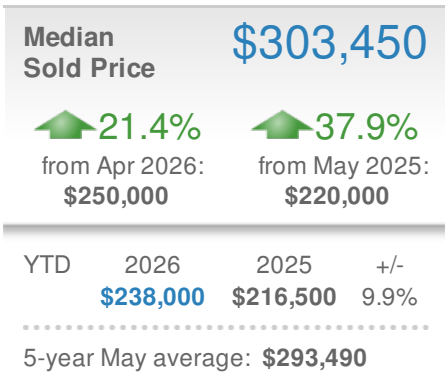 Median
Sold Price
$303,450
21.4%
from Apr 2026:
$250,000
37.9%
from May 2025:
$220,000
YTD 2026 2025 +/-
$238,000 $216,500 9.9%
5-year May average: $293,490